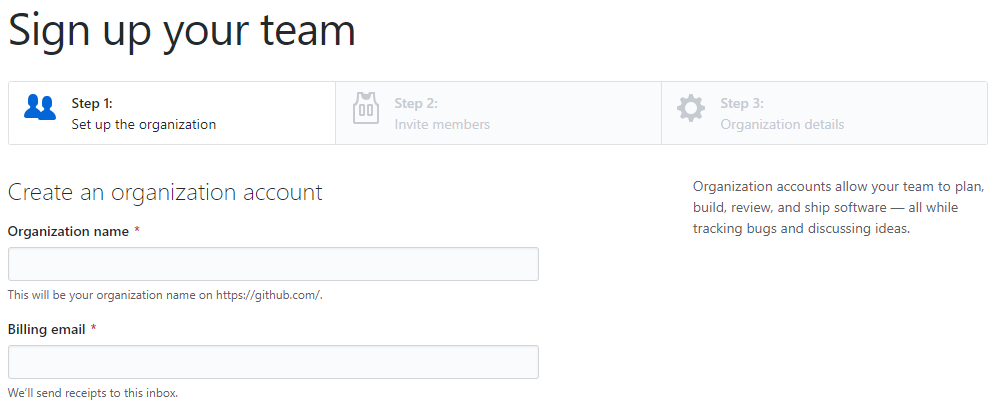 Sign up your team
Step 1:
Set up the organization
Step 2:
Invite members
Step 3:
Organization details
Create an organization account
Organization name *
This will be your organization name on https://github.com/.
Billing email *
We'll send receipts to this inbox.
Organization accounts allow your team to plan,
build, review, and ship software — all while
tracking bugs and discussing ideas.